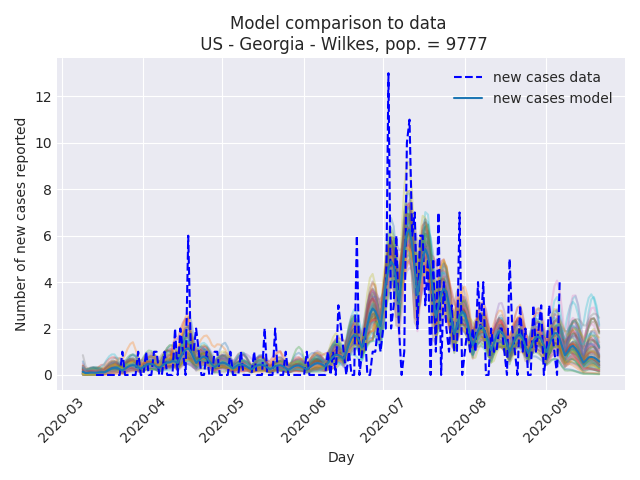 Model comparison to data
US - Georgia - Wilkes, pop. = 9777
new cases data
new cases model
Number of new cases reported
12
10
8
6
4
2
0
2020-03
2020-04
2020-05
2020-06
2020-07
2020-08
2020-09
Day